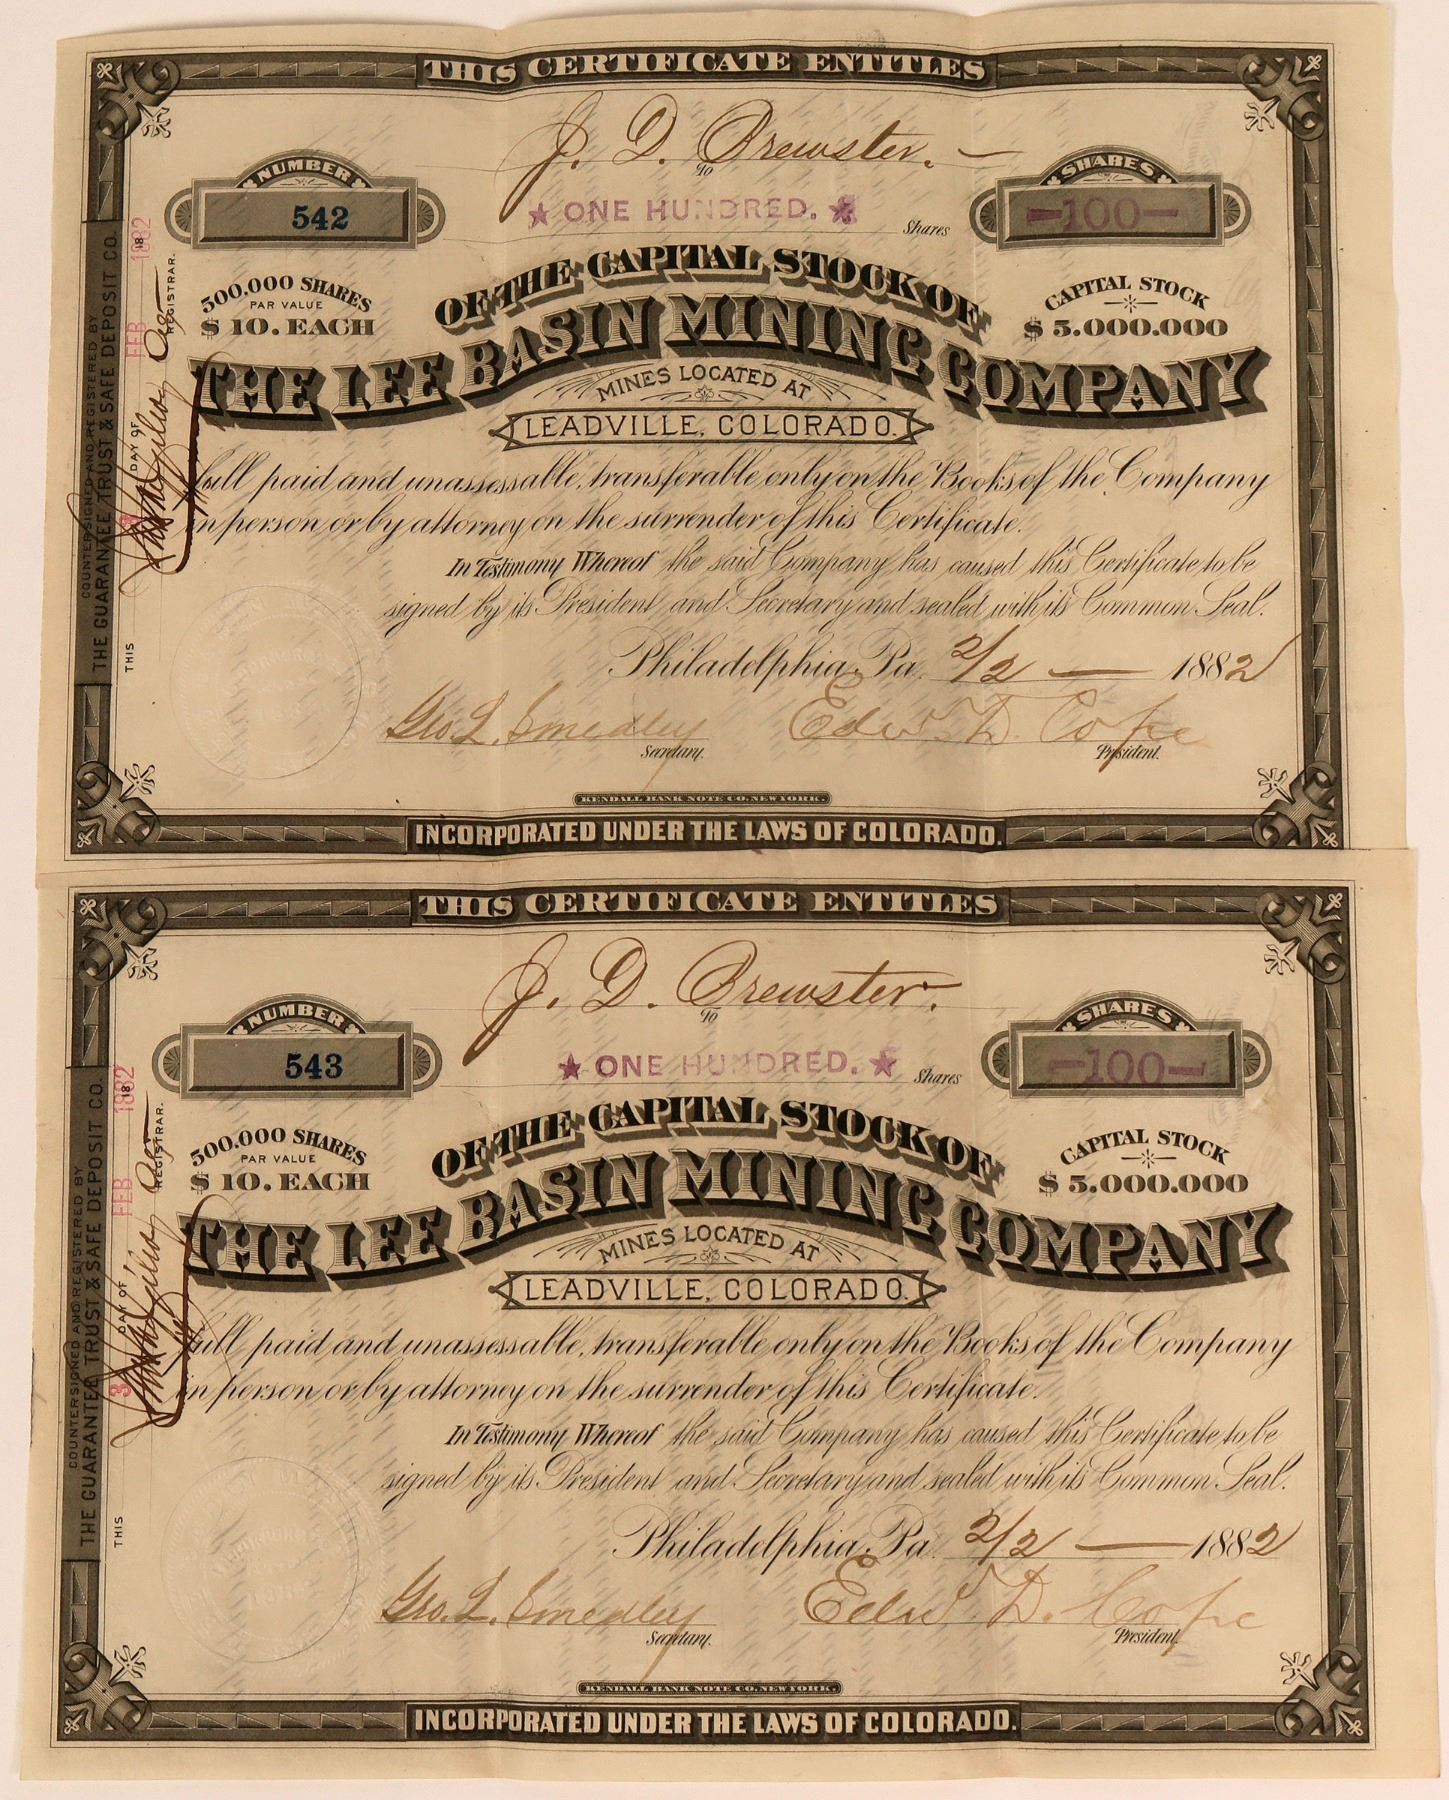 THIS CERTIFICATE ENTITLES
J. D. Brewster.
To
NUMBER
542
★ ONE HUNDRED. ★
Shares
SHARES
—100—
500,000 SHARES
PAR VALUE
$10. EACH
OF THE CAPITAL STOCK OF
THE LEE BASIN MINING COMPANY
CAPITAL STOCK
$5.000.000
MINES LOCATED AT
LEADVILLE, COLORADO.
full paid and unassessable, transferable only on the Books of the Company
in person or by attorney on the surrender of this Certificate.
In Testimony Whereof the said Company has caused this Certificate to be
signed by its President and Secretary and sealed with its Common Seal.
Philadelphia, Pa. 2/2 — 1882
Geo. L. Smedley
Secretary.
Edw. D. Cope
President.
KENDALL BANK NOTE CO. NEW YORK.
INCORPORATED UNDER THE LAWS OF COLORADO.
COUNTERSIGNED AND REGISTERED BY
THE GUARANTEE TRUST & SAFE DEPOSIT CO.
THIS 3 DAY OF FEB 1882
REGISTRAR.
THIS CERTIFICATE ENTITLES
J. D. Brewster.
To
NUMBER
543
★ ONE HUNDRED. ★
Shares
SHARES
—100—
500,000 SHARES
PAR VALUE
$10. EACH
OF THE CAPITAL STOCK OF
THE LEE BASIN MINING COMPANY
CAPITAL STOCK
$5.000.000
MINES LOCATED AT
LEADVILLE, COLORADO.
full paid and unassessable, transferable only on the Books of the Company
in person or by attorney on the surrender of this Certificate.
In Testimony Whereof the said Company has caused this Certificate to be
signed by its President and Secretary and sealed with its Common Seal.
Philadelphia, Pa. 2/2 — 1882
Geo. L. Smedley
Secretary.
Edw. D. Cope
President.
KENDALL BANK NOTE CO. NEW YORK.
INCORPORATED UNDER THE LAWS OF COLORADO.
COUNTERSIGNED AND REGISTERED BY
THE GUARANTEE TRUST & SAFE DEPOSIT CO.
THIS 3 DAY OF FEB 1882
REGISTRAR.